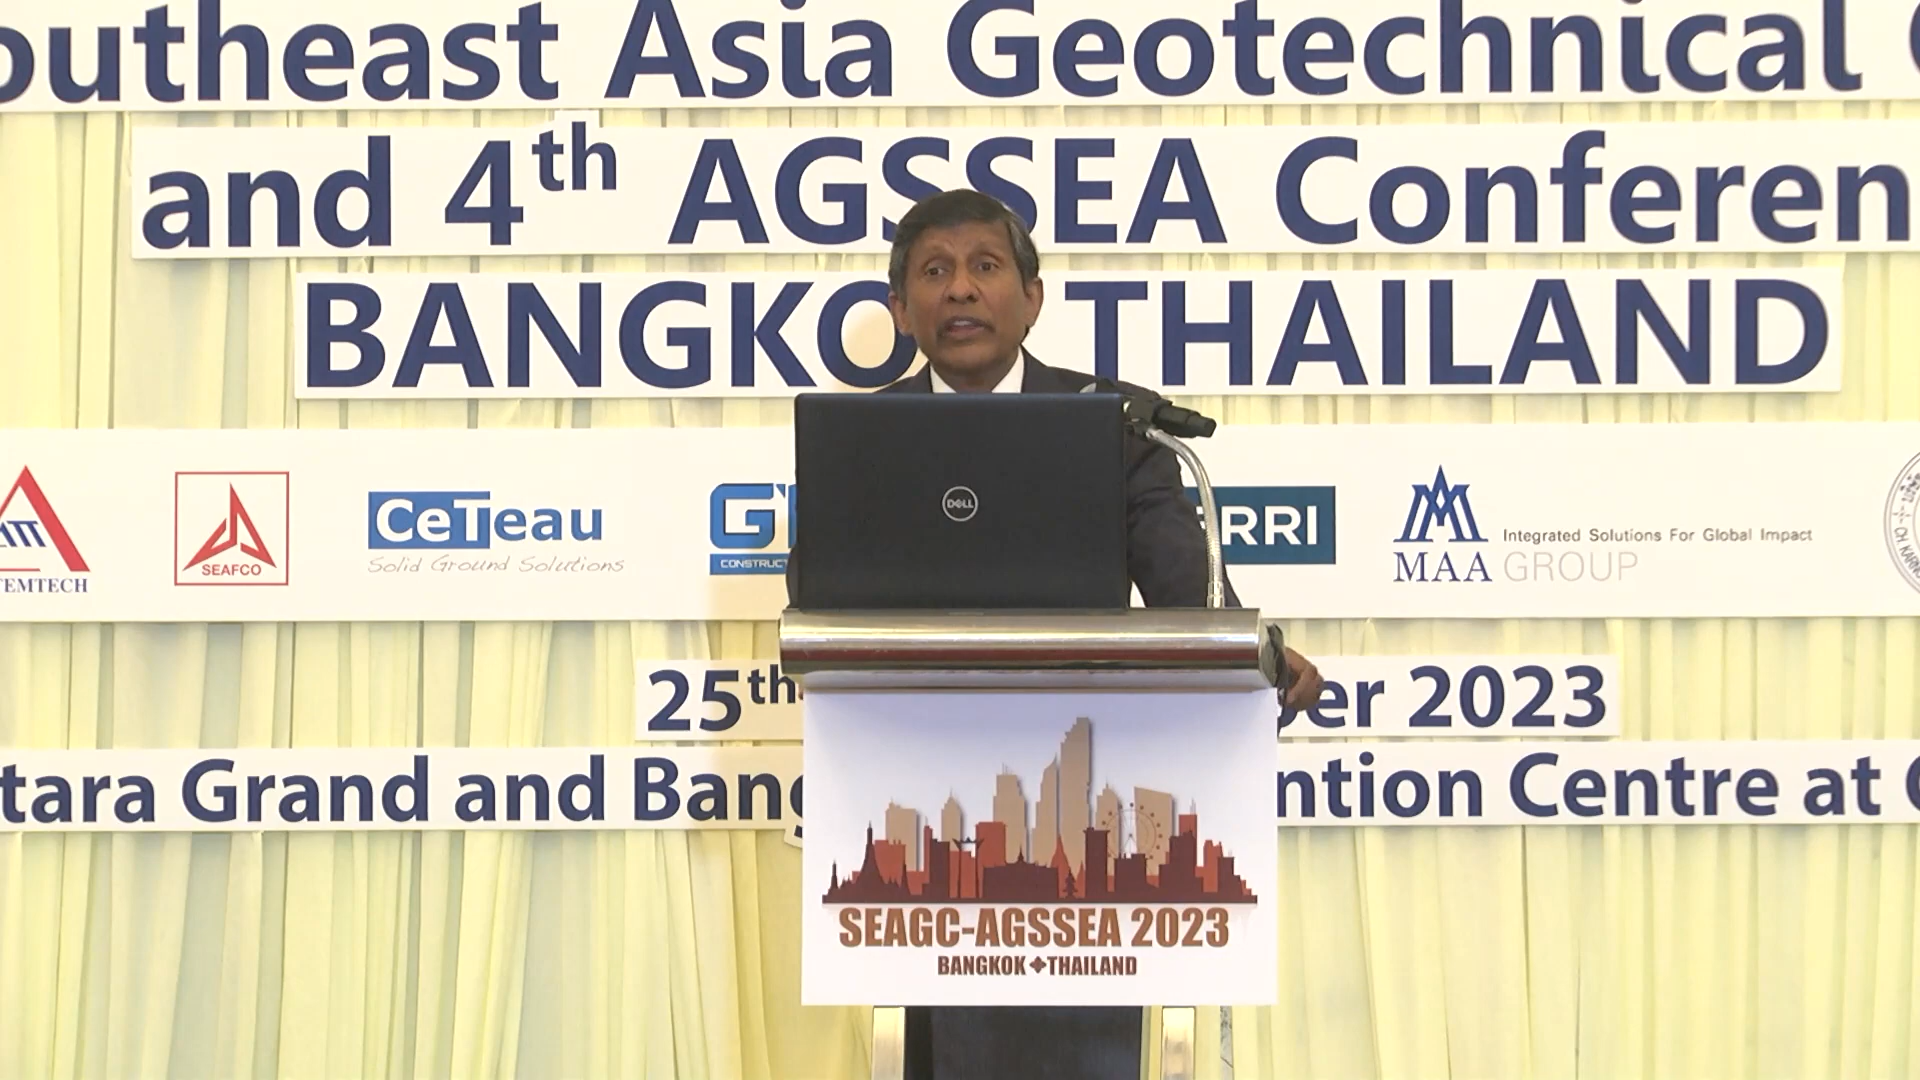 outheast Asia Geotechnical
and 4th AGSSEA Conferen
BANGKO THAILAND
TEMTECH
SEAFCO
CeTeau
Solid Ground Solutions
CONSTRUCT
RRI
MAA
Integrated Solutions For Global Impact
GROUP
DELL
25th er 2023
tara Grand and Bang ntion Centre at
SEAGC-AGSSEA 2023
BANGKOK THAILAND